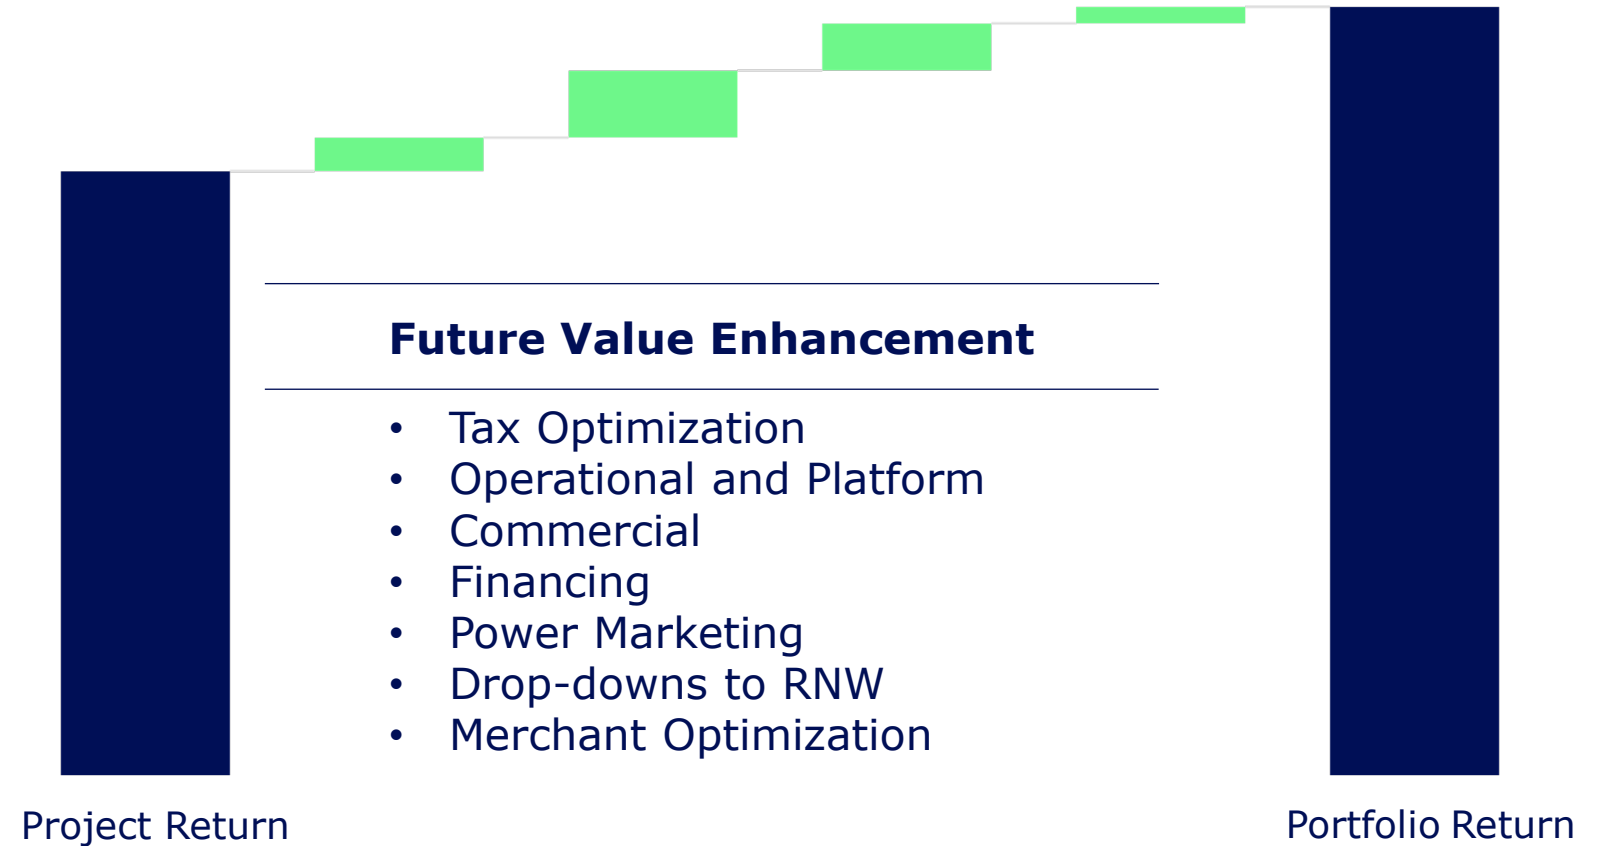 Future Value Enhancement
• Tax Optimization
• Operational and Platform
• Commercial
• Financing
• Power Marketing
• Drop-downs to RNW
• Merchant Optimization
Project Return
Portfolio Return